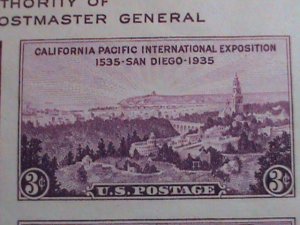 THORITY OF
OSTMASTER GENERAL
CALIFORNIA PACIFIC INTERNATIONAL EXPOSITION
1535-SAN DIEGO-1935
3¢ U.S. POSTAGE 3¢